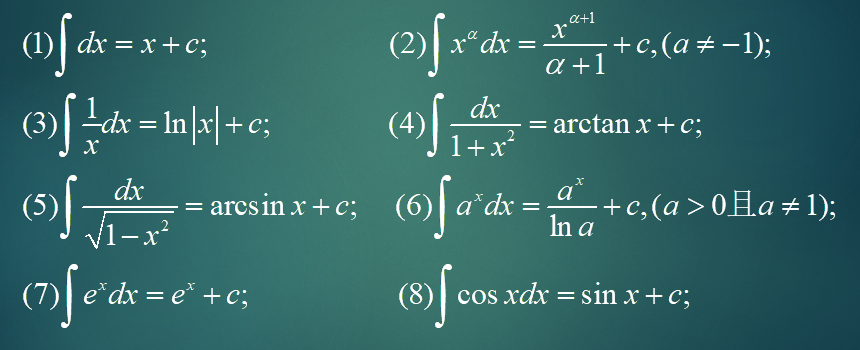 (1)∫dx = x + c; (2)∫x^α dx = x^(α+1)/(α+1) + c, (a ≠ −1);
(3)∫(1/x)dx = ln|x| + c; (4)∫dx/(1 + x²) = arctan x + c;
(5)∫dx/√(1 − x²) = arcsin x + c; (6)∫a^x dx = a^x/(ln a) + c, (a > 0且a ≠ 1);
(7)∫e^x dx = e^x + c; (8)∫cos xdx = sin x + c;